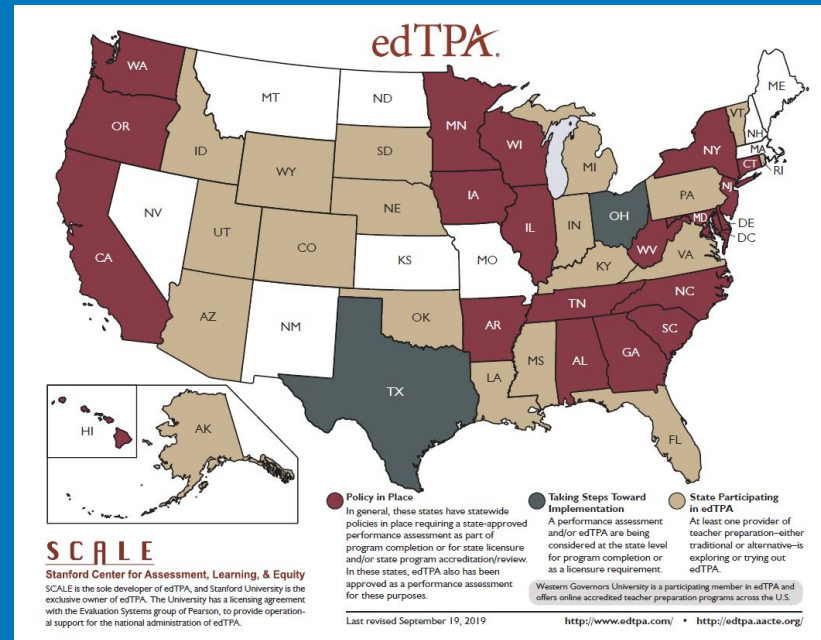 edTPA.
WA
MT
ND
ME
OR
MN
VT
ID
NH
WI
NY
MA
SD
CT
WY
MI
RI
IA
PA
NJ
NE
NV
OH
MD
DE
IL
IN
DC
UT
WV
CO
VA
CA
KS
MO
KY
NC
TN
AZ
OK
AR
SC
NM
MS
AL
GA
LA
TX
HI
AK
FL
Policy in Place
In general, these states have statewide
policies in place requiring a state-approved
performance assessment as part of
program completion or for state licensure
and/or state program accreditation/review.
In these states, edTPA also has been
approved as a performance assessment
for these purposes.
Taking Steps Toward
Implementation
A performance assessment
and/or edTPA are being
considered at the state level
for program completion or
as a licensure requirement.
State Participating
in edTPA
At least one provider of
teacher preparation–either
traditional or alternative–is
exploring or trying out
edTPA.
Western Governors University is a participating member in edTPA and
offers online accredited teacher preparation programs across the U.S.
SCALE
Stanford Center for Assessment, Learning, & Equity
SCALE is the sole developer of edTPA, and Stanford University is the
exclusive owner of edTPA. The University has a licensing agreement
with the Evaluation Systems group of Pearson, to provide operation-
al support for the national administration of edTPA.
Last revised September 19, 2019
http://www.edtpa.com/ • http://edtpa.aacte.org/